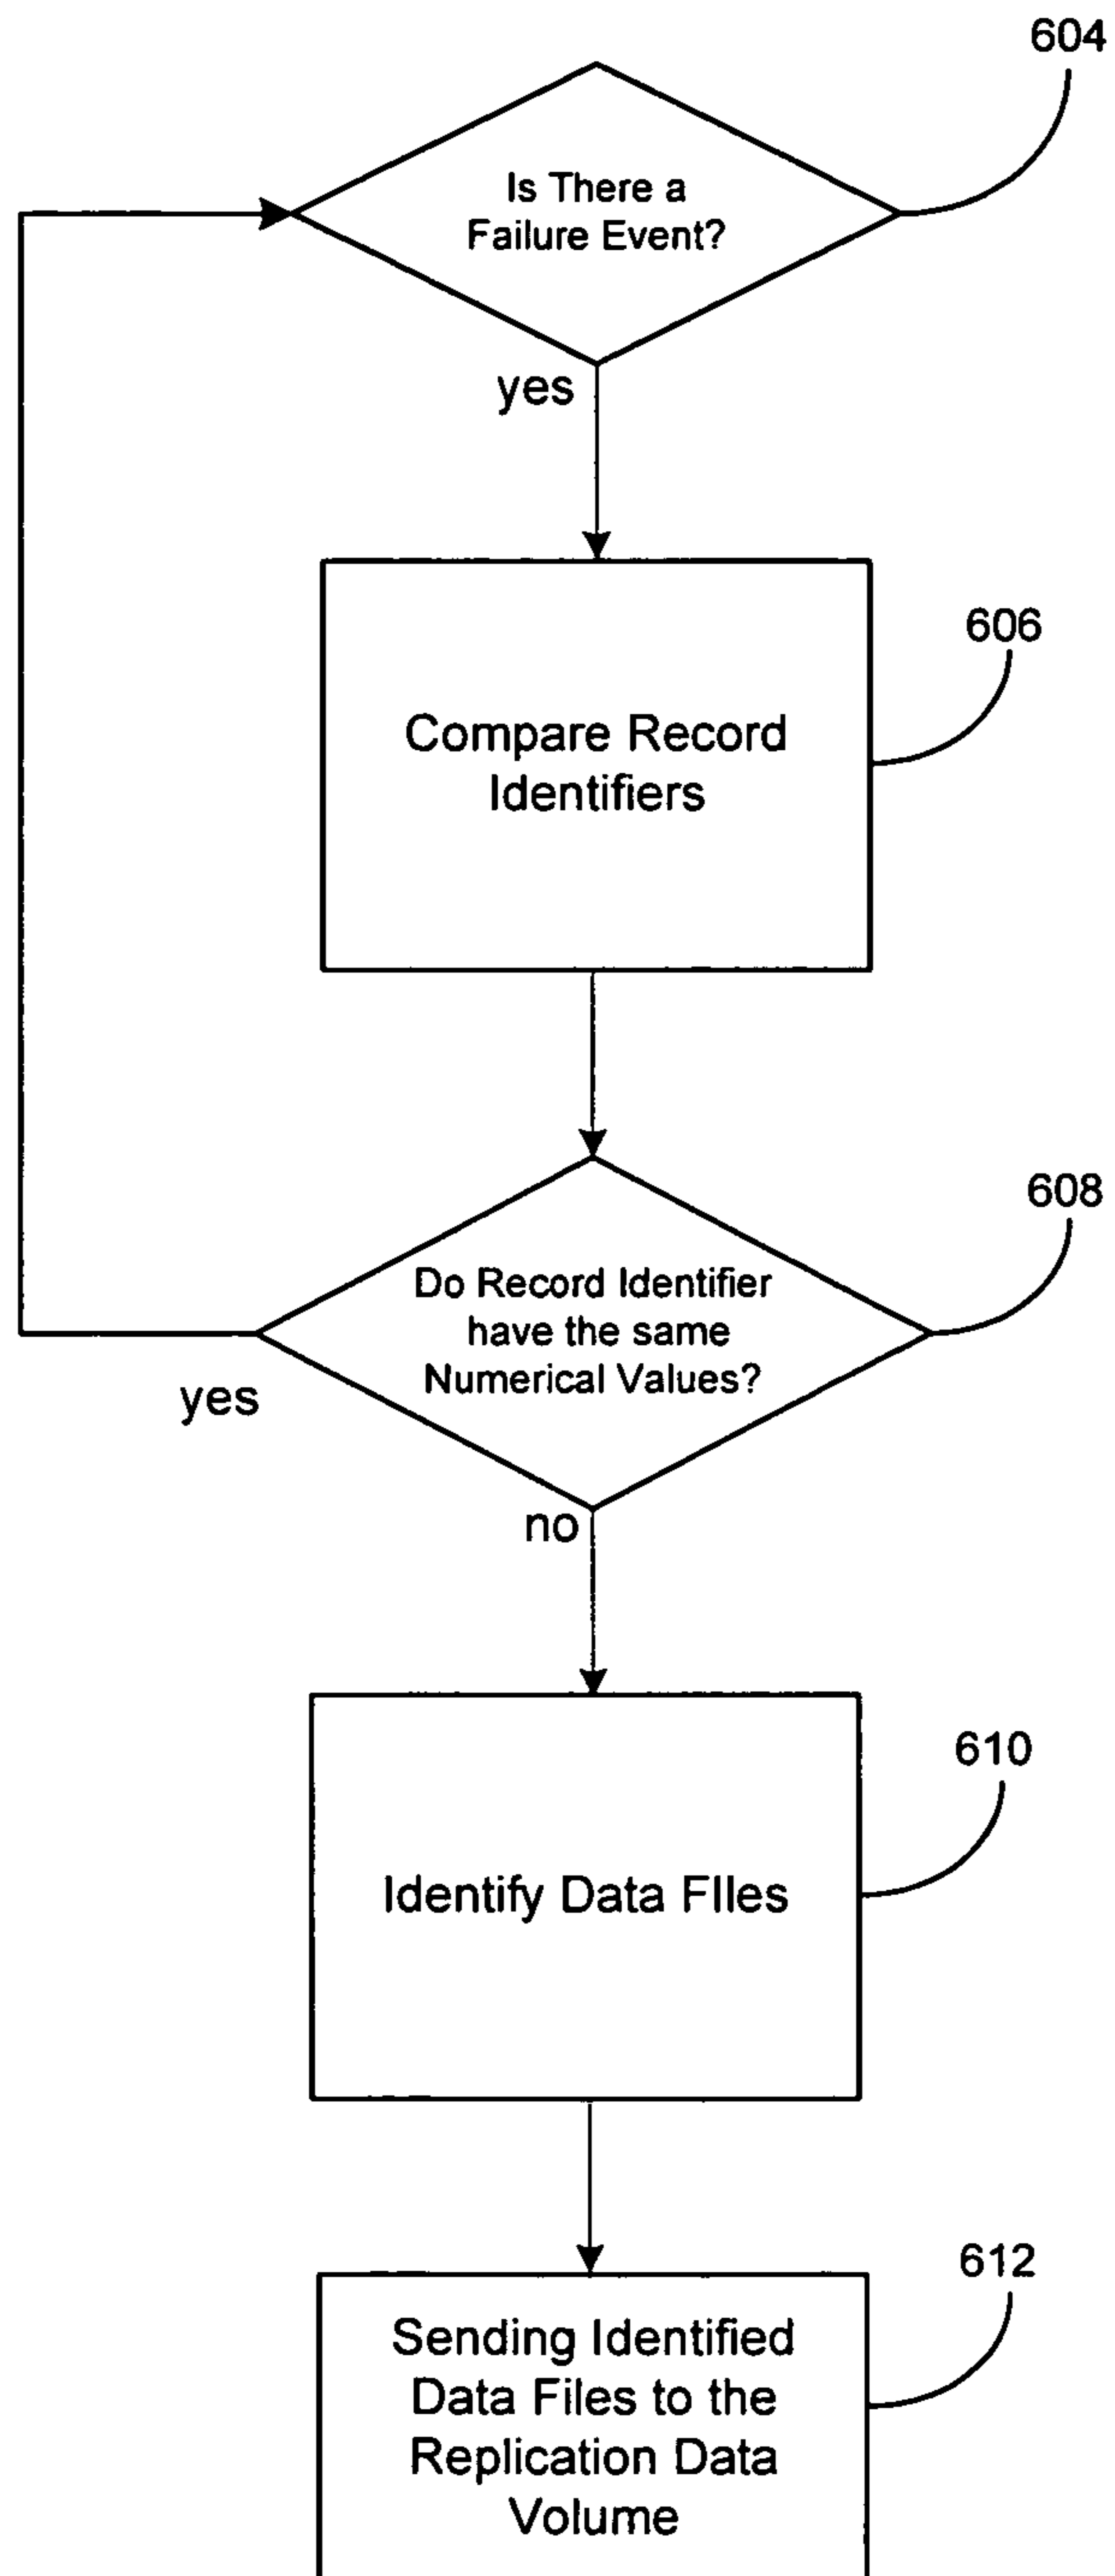 604
Is There a
Failure Event?
yes
606
Compare Record
Identifiers
608
Do Record Identifier
have the same
Numerical Values?
yes
no
610
Identify Data FIles
612
Sending Identified
Data Files to the
Replication Data
Volume